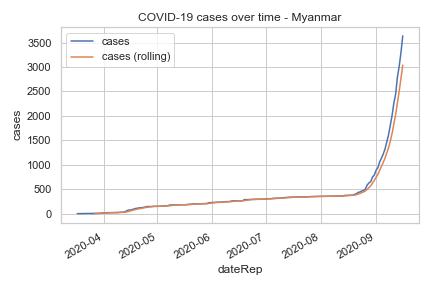 COVID-19 cases over time - Myanmar
cases
cases (rolling)
3500
3000
2500
2000
1500
1000
500
0
cases
2020-04
2020-05
2020-06
2020-07
2020-08
2020-09
dateRep